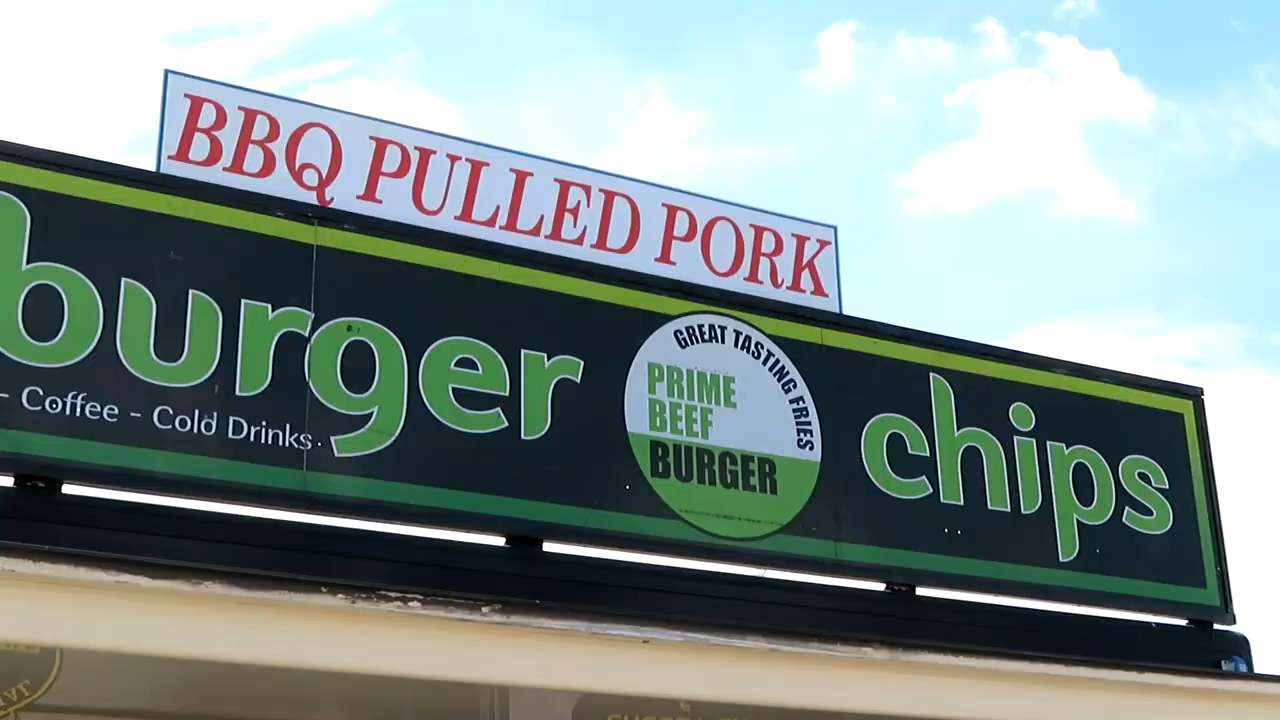 BBQ PULLED PORK
burger
- Coffee - Cold Drinks
GREAT TASTING FRIES
PRIME
BEEF
BURGER
chips